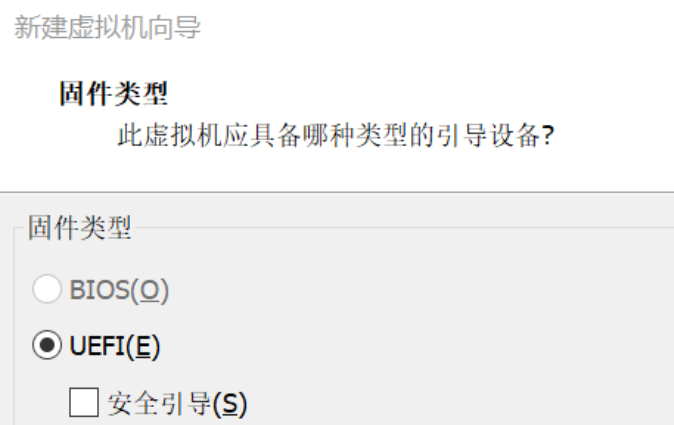 新建虚拟机向导
固件类型
此虚拟机应具备哪种类型的引导设备?
固件类型
BIOS(O)
UEFI(E)
安全引导(S)